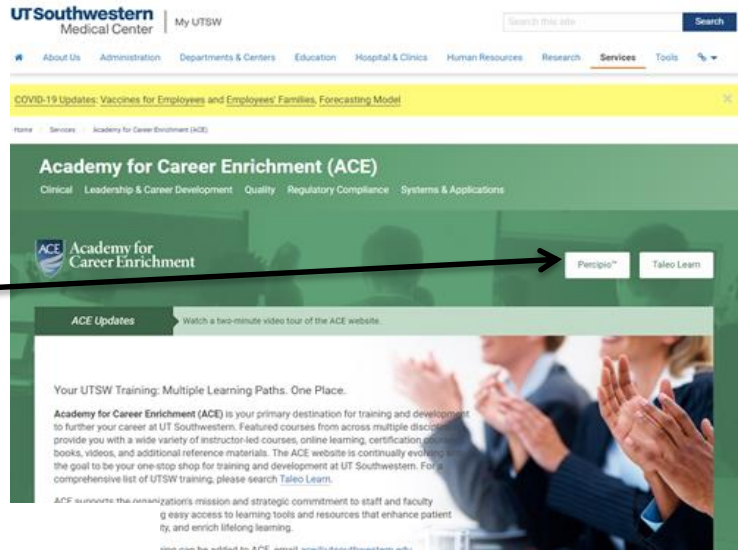 UTSouthwestern
Medical Center
My UTSW
Search this site
Search
About Us Administration Departments & Centers Education Hospital & Clinics Human Resources Research Services Tools
COVID-19 Updates: Vaccines for Employees and Employees' Families, Forecasting Model
Home / Services / Academy for Career Enrichment (ACE)
Academy for Career Enrichment (ACE)
Clinical Leadership & Career Development Quality Regulatory Compliance Systems & Applications
ACE Academy for
Career Enrichment
Percipio™ Taleo Learn
ACE Updates Watch a two-minute video tour of the ACE website.
Your UTSW Training: Multiple Learning Paths. One Place.
Academy for Career Enrichment (ACE) is your primary destination for training and development
to further your career at UT Southwestern. Featured courses from across multiple
provide you with a wide variety of instructor-led courses, online learning, certification
books, videos, and additional reference materials. The ACE website is continually evolving
the goal to be your one-stop shop for training and development at UT Southwestern. For a
comprehensive list of UTSW training, please search Taleo Learn.
ACE supports the organization's mission and strategic commitment to staff and faculty
g easy access to learning tools and resources that enhance patient
ty, and enrich lifelong learning.
can be added to ACE, email